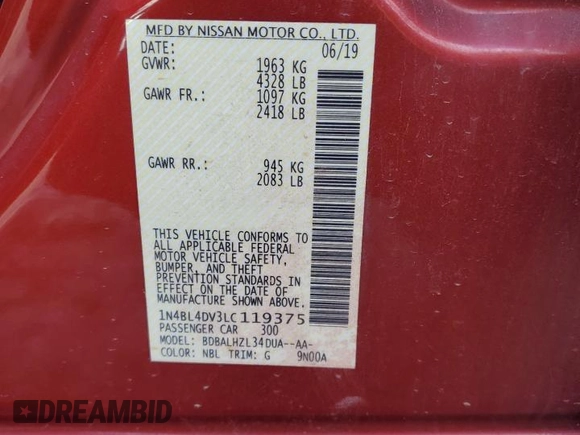 MFD BY NISSAN MOTOR CO., LTD.
DATE: 06/19
GVWR: 1963 KG
4328 LB
GAWR FR.: 1097 KG
2418 LB
GAWR RR.: 945 KG
2083 LB
THIS VEHICLE CONFORMS TO
ALL APPLICABLE FEDERAL
MOTOR VEHICLE SAFETY,
BUMPER, AND THEFT
PREVENTION STANDARDS IN
EFFECT ON THE DATE OF
MANUFACTURE SHOWN ABOVE.
1N4BL4DV3LC119375
PASSENGER CAR 300
MODEL: BDBALHZL34DUA--AA-
COLOR: NBL TRIM: G 9N00A
DREAMBID